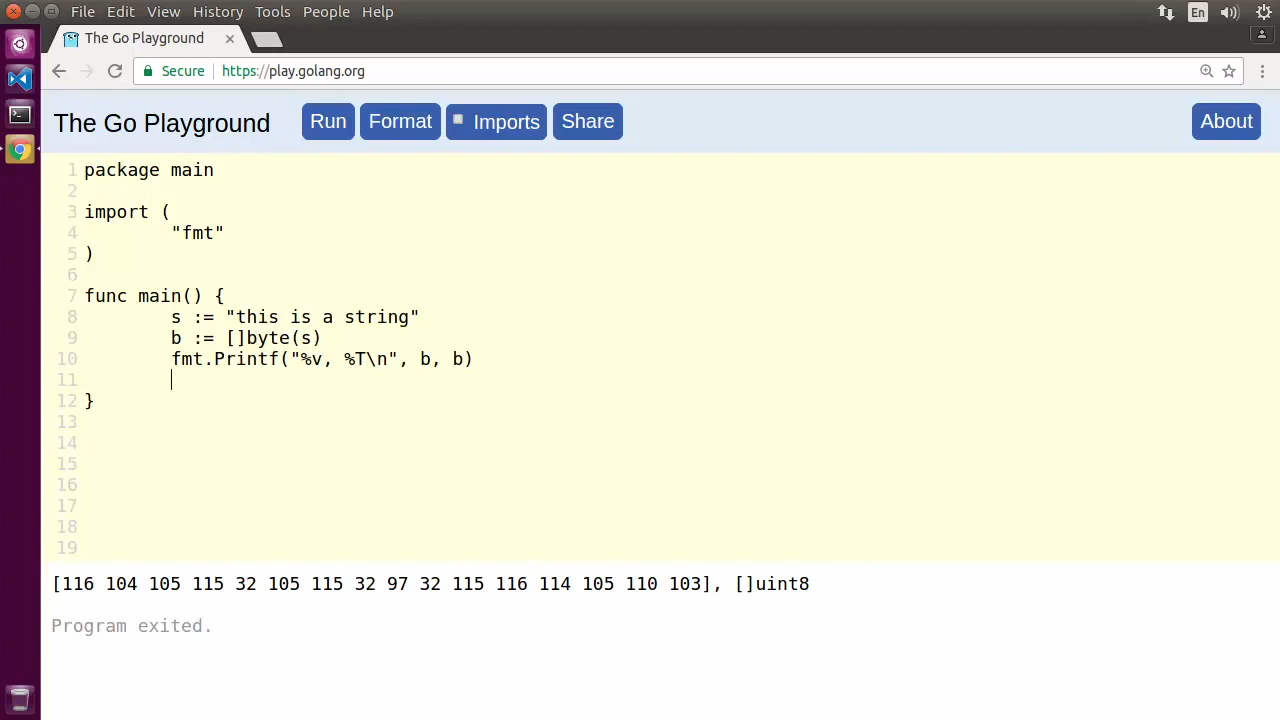 File Edit View History Tools People Help
En
The Go Playground
Secure https://play.golang.org
The Go Playground Run Format Imports Share About
1 package main
2
3 import (
4 "fmt"
5 )
6
7 func main() {
8 s := "this is a string"
9 b := []byte(s)
10 fmt.Printf("%v, %T\n", b, b)
11
12 }
13
14
15
16
17
18
19
[116 104 105 115 32 105 115 32 97 32 115 116 114 105 110 103], []uint8
Program exited.